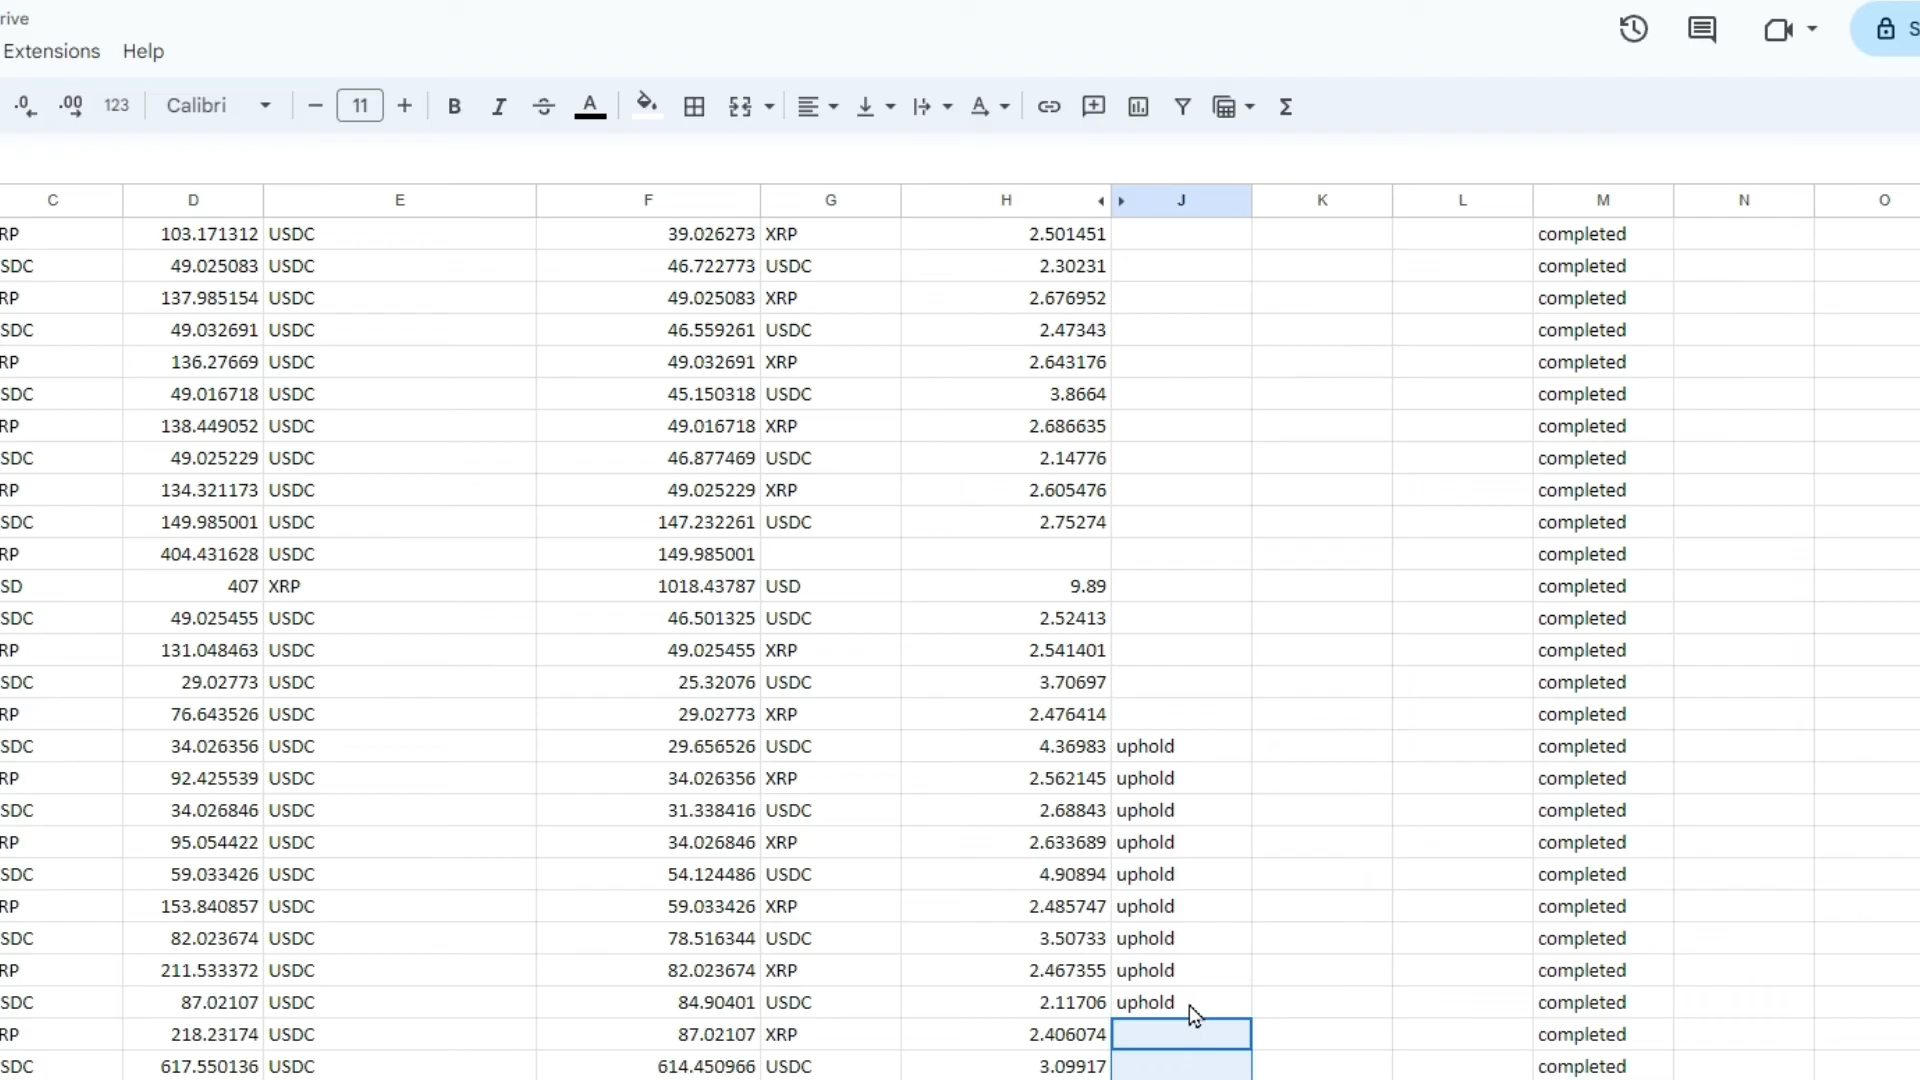 rive
Extensions Help
.0 .00 123 Calibri 11 B I S A A Σ
C D E F G H J K L M N O
RP 103.171312 USDC 39.026273 XRP 2.501451 completed
SDC 49.025083 USDC 46.722773 USDC 2.30231 completed
RP 137.985154 USDC 49.025083 XRP 2.676952 completed
SDC 49.032691 USDC 46.559261 USDC 2.47343 completed
RP 136.27669 USDC 49.032691 XRP 2.643176 completed
SDC 49.016718 USDC 45.150318 USDC 3.8664 completed
RP 138.449052 USDC 49.016718 XRP 2.686635 completed
SDC 49.025229 USDC 46.877469 USDC 2.14776 completed
RP 134.321173 USDC 49.025229 XRP 2.605476 completed
SDC 149.985001 USDC 147.232261 USDC 2.75274 completed
RP 404.431628 USDC 149.985001 completed
SD 407 XRP 1018.43787 USD 9.89 completed
SDC 49.025455 USDC 46.501325 USDC 2.52413 completed
RP 131.048463 USDC 49.025455 XRP 2.541401 completed
SDC 29.02773 USDC 25.32076 USDC 3.70697 completed
RP 76.643526 USDC 29.02773 XRP 2.476414 completed
SDC 34.026356 USDC 29.656526 USDC 4.36983 uphold completed
RP 92.425539 USDC 34.026356 XRP 2.562145 uphold completed
SDC 34.026846 USDC 31.338416 USDC 2.68843 uphold completed
RP 95.054422 USDC 34.026846 XRP 2.633689 uphold completed
SDC 59.033426 USDC 54.124486 USDC 4.90894 uphold completed
RP 153.840857 USDC 59.033426 XRP 2.485747 uphold completed
SDC 82.023674 USDC 78.516344 USDC 3.50733 uphold completed
RP 211.533372 USDC 82.023674 XRP 2.467355 uphold completed
SDC 87.02107 USDC 84.90401 USDC 2.11706 uphold completed
RP 218.23174 USDC 87.02107 XRP 2.406074 completed
SDC 617.550136 USDC 614.450966 USDC 3.09917 completed